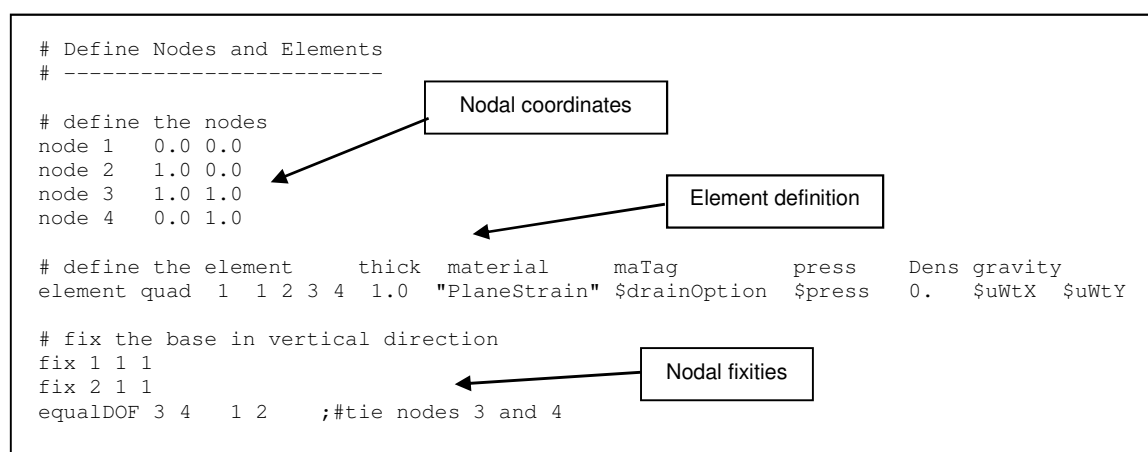 # Define Nodes and Elements
# ---------------------------
Nodal coordinates
# define the nodes
node 1   0.0 0.0
node 2   1.0 0.0
node 3   1.0 1.0
node 4   0.0 1.0
Element definition
# define the element     thick  material     maTag         press    Dens gravity
element quad  1  1 2 3 4  1.0  "PlaneStrain" $drainOption  $press   0.   $uWtX  $uWtY
# fix the base in vertical direction
fix 1 1 1
fix 2 1 1
Nodal fixities
equalDOF 3 4   1 2    ;#tie nodes 3 and 4